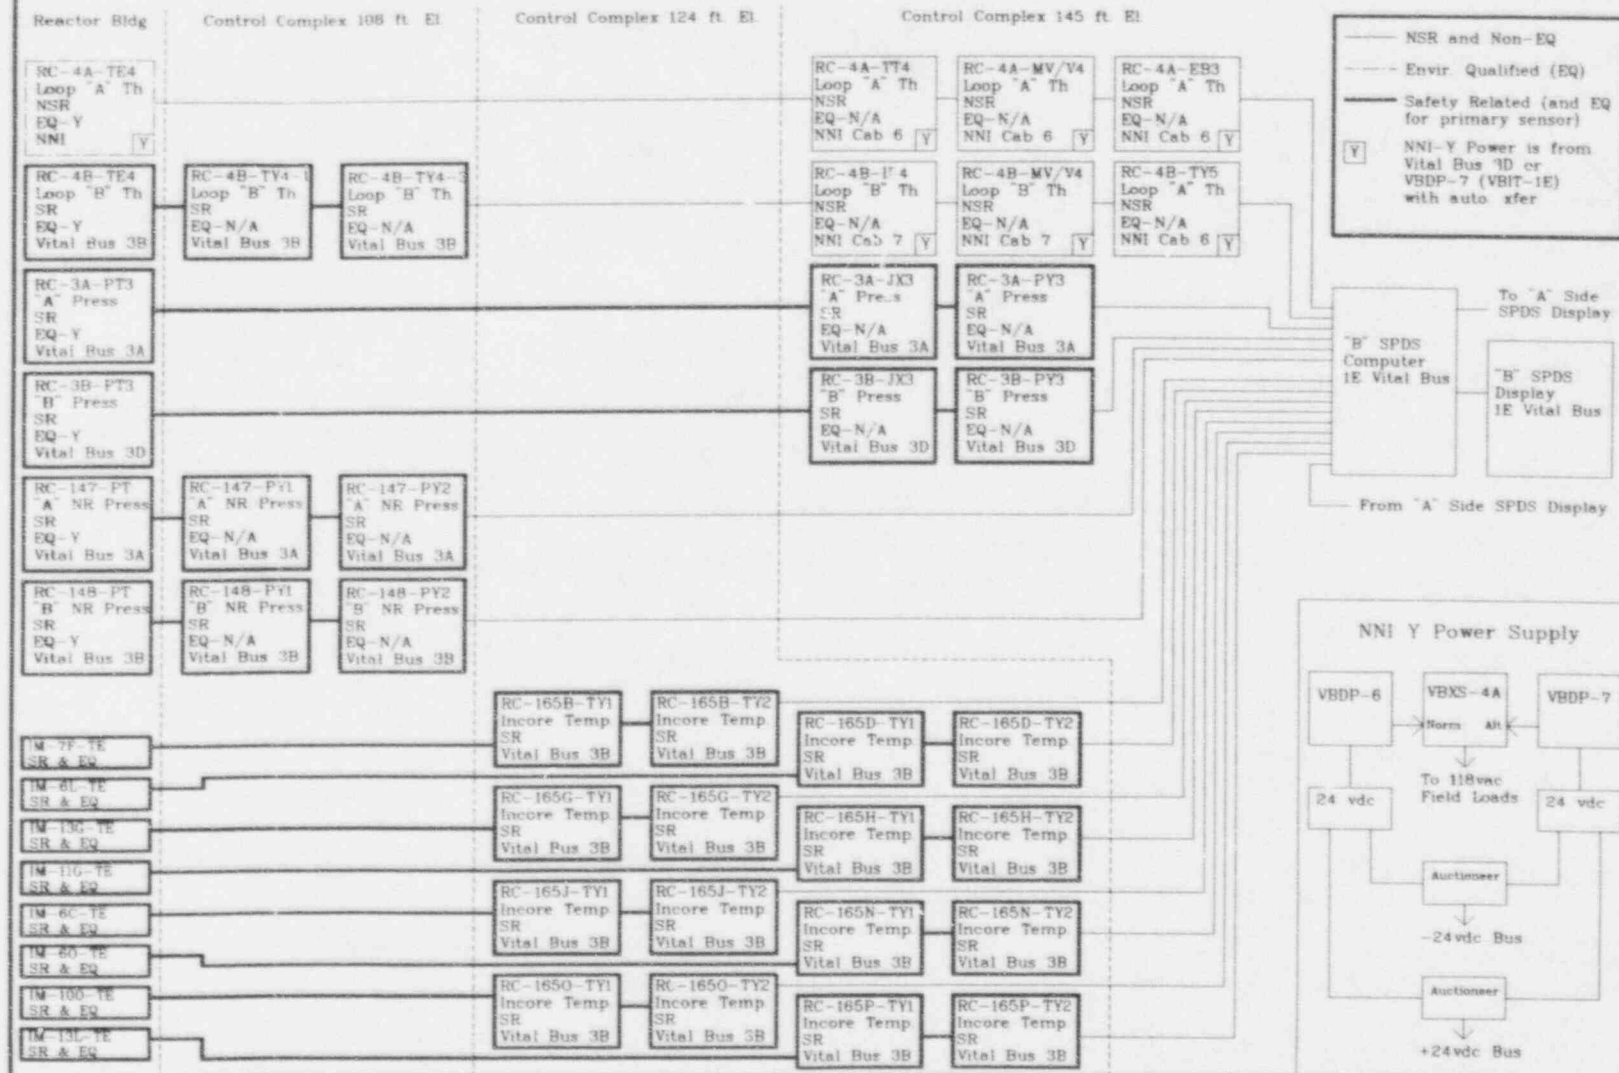 Reactor Bldg
Control Complex 108 ft. El.
Control Complex 124 ft. El.
Control Complex 145 ft. El.
RC-4A-TE4
Loop "A" Th
NSR
EQ-Y
NNI
Y
RC-4A-TT4
Loop "A" Th
NSR
EQ-N/A
NNI Cab 6
Y
RC-4A-MV/V4
Loop "A" Th
NSR
EQ-N/A
NNI Cab 6
Y
RC-4A-EB3
Loop "A" Th
NSR
EQ-N/A
NNI Cab 6
Y
RC-4B-TE4
Loop "B" Th
SR
EQ-Y
Vital Bus 3B
RC-4B-TY4-1
Loop "B" Th
SR
EQ-N/A
Vital Bus 3B
RC-4B-TY4-3
Loop "B" Th
SR
EQ-N/A
Vital Bus 3B
Loop "B" Th
NSR
EQ-N/A
NNI Cab 7
Y
RC-4B-MV/V4
Loop "B" Th
NSR
EQ-N/A
NNI Cab 7
Y
RC-4B-TY5
Loop "A" Th
NSR
EQ-N/A
NNI Cab 6
Y
RC-3A-PT3
"A" Press
SR
EQ-Y
Vital Bus 3A
RC-3A-JX3
"A" Press
SR
EQ-N/A
Vital Bus 3A
RC-3A-PY3
"A" Press
SR
EQ-N/A
Vital Bus 3A
RC-3B-PT3
"B" Press
SR
EQ-Y
Vital Bus 3D
RC-3B-JX3
"B" Press
SR
EQ-N/A
Vital Bus 3D
RC-3B-PY3
"B" Press
SR
EQ-N/A
Vital Bus 3D
RC-147-PT
"A" NR Press
SR
EQ-Y
Vital Bus 3A
RC-147-PY1
"A" NR Press
SR
EQ-N/A
Vital Bus 3A
RC-147-PY2
"A" NR Press
SR
EQ-N/A
Vital Bus 3A
RC-148-PT
"B" NR Press
SR
EQ-Y
Vital Bus 3B
RC-148-PY1
"B" NR Press
SR
EQ-N/A
Vital Bus 3B
RC-148-PY2
"B" NR Press
SR
EQ-N/A
Vital Bus 3B
IM-7F-TE
SR & EQ
IM-6L-TE
SR & EQ
IM-13G-TE
SR & EQ
IM-11G-TE
SR & EQ
IM-6C-TE
SR & EQ
IM-6O-TE
SR & EQ
IM-10O-TE
SR & EQ
IM-13L-TE
SR & EQ
RC-165B-TY1
Incore Temp
SR
Vital Bus 3B
RC-165B-TY2
Incore Temp
SR
Vital Bus 3B
RC-165D-TY1
Incore Temp
SR
Vital Bus 3B
RC-165D-TY2
Incore Temp
SR
Vital Bus 3B
RC-165G-TY1
Incore Temp
SR
Vital Bus 3B
RC-165G-TY2
Incore Temp
SR
Vital Bus 3B
RC-165H-TY1
Incore Temp
SR
Vital Bus 3B
RC-165H-TY2
Incore Temp
SR
Vital Bus 3B
RC-165J-TY1
Incore Temp
SR
Vital Bus 3B
RC-165J-TY2
Incore Temp
SR
Vital Bus 3B
RC-165N-TY1
Incore Temp
SR
Vital Bus 3B
RC-165N-TY2
Incore Temp
SR
Vital Bus 3B
RC-165O-TY1
Incore Temp
SR
Vital Bus 3B
RC-165O-TY2
Incore Temp
SR
Vital Bus 3B
RC-165P-TY1
Incore Temp
SR
Vital Bus 3B
RC-165P-TY2
Incore Temp
SR
Vital Bus 3B
NSR and Non-EQ
Envir. Qualified (EQ)
Safety Related (and EQ
for primary sensor)
Y
NNI-Y Power is from
Vital Bus 3D or
VBDP-7 (VBIT-1E)
with auto xfer
To "A" Side
SPDS Display
"B" SPDS
Computer
1E Vital Bus
"B" SPDS
Display
1E Vital Bus
From "A" Side SPDS Display
NNI Y Power Supply
VBDP-6
VBXS-4A
Norm
Alt
VBDP-7
To 118vac
Field Loads
24 vdc
24 vdc
Auctioneer
-24vdc Bus
Auctioneer
+24vdc Bus